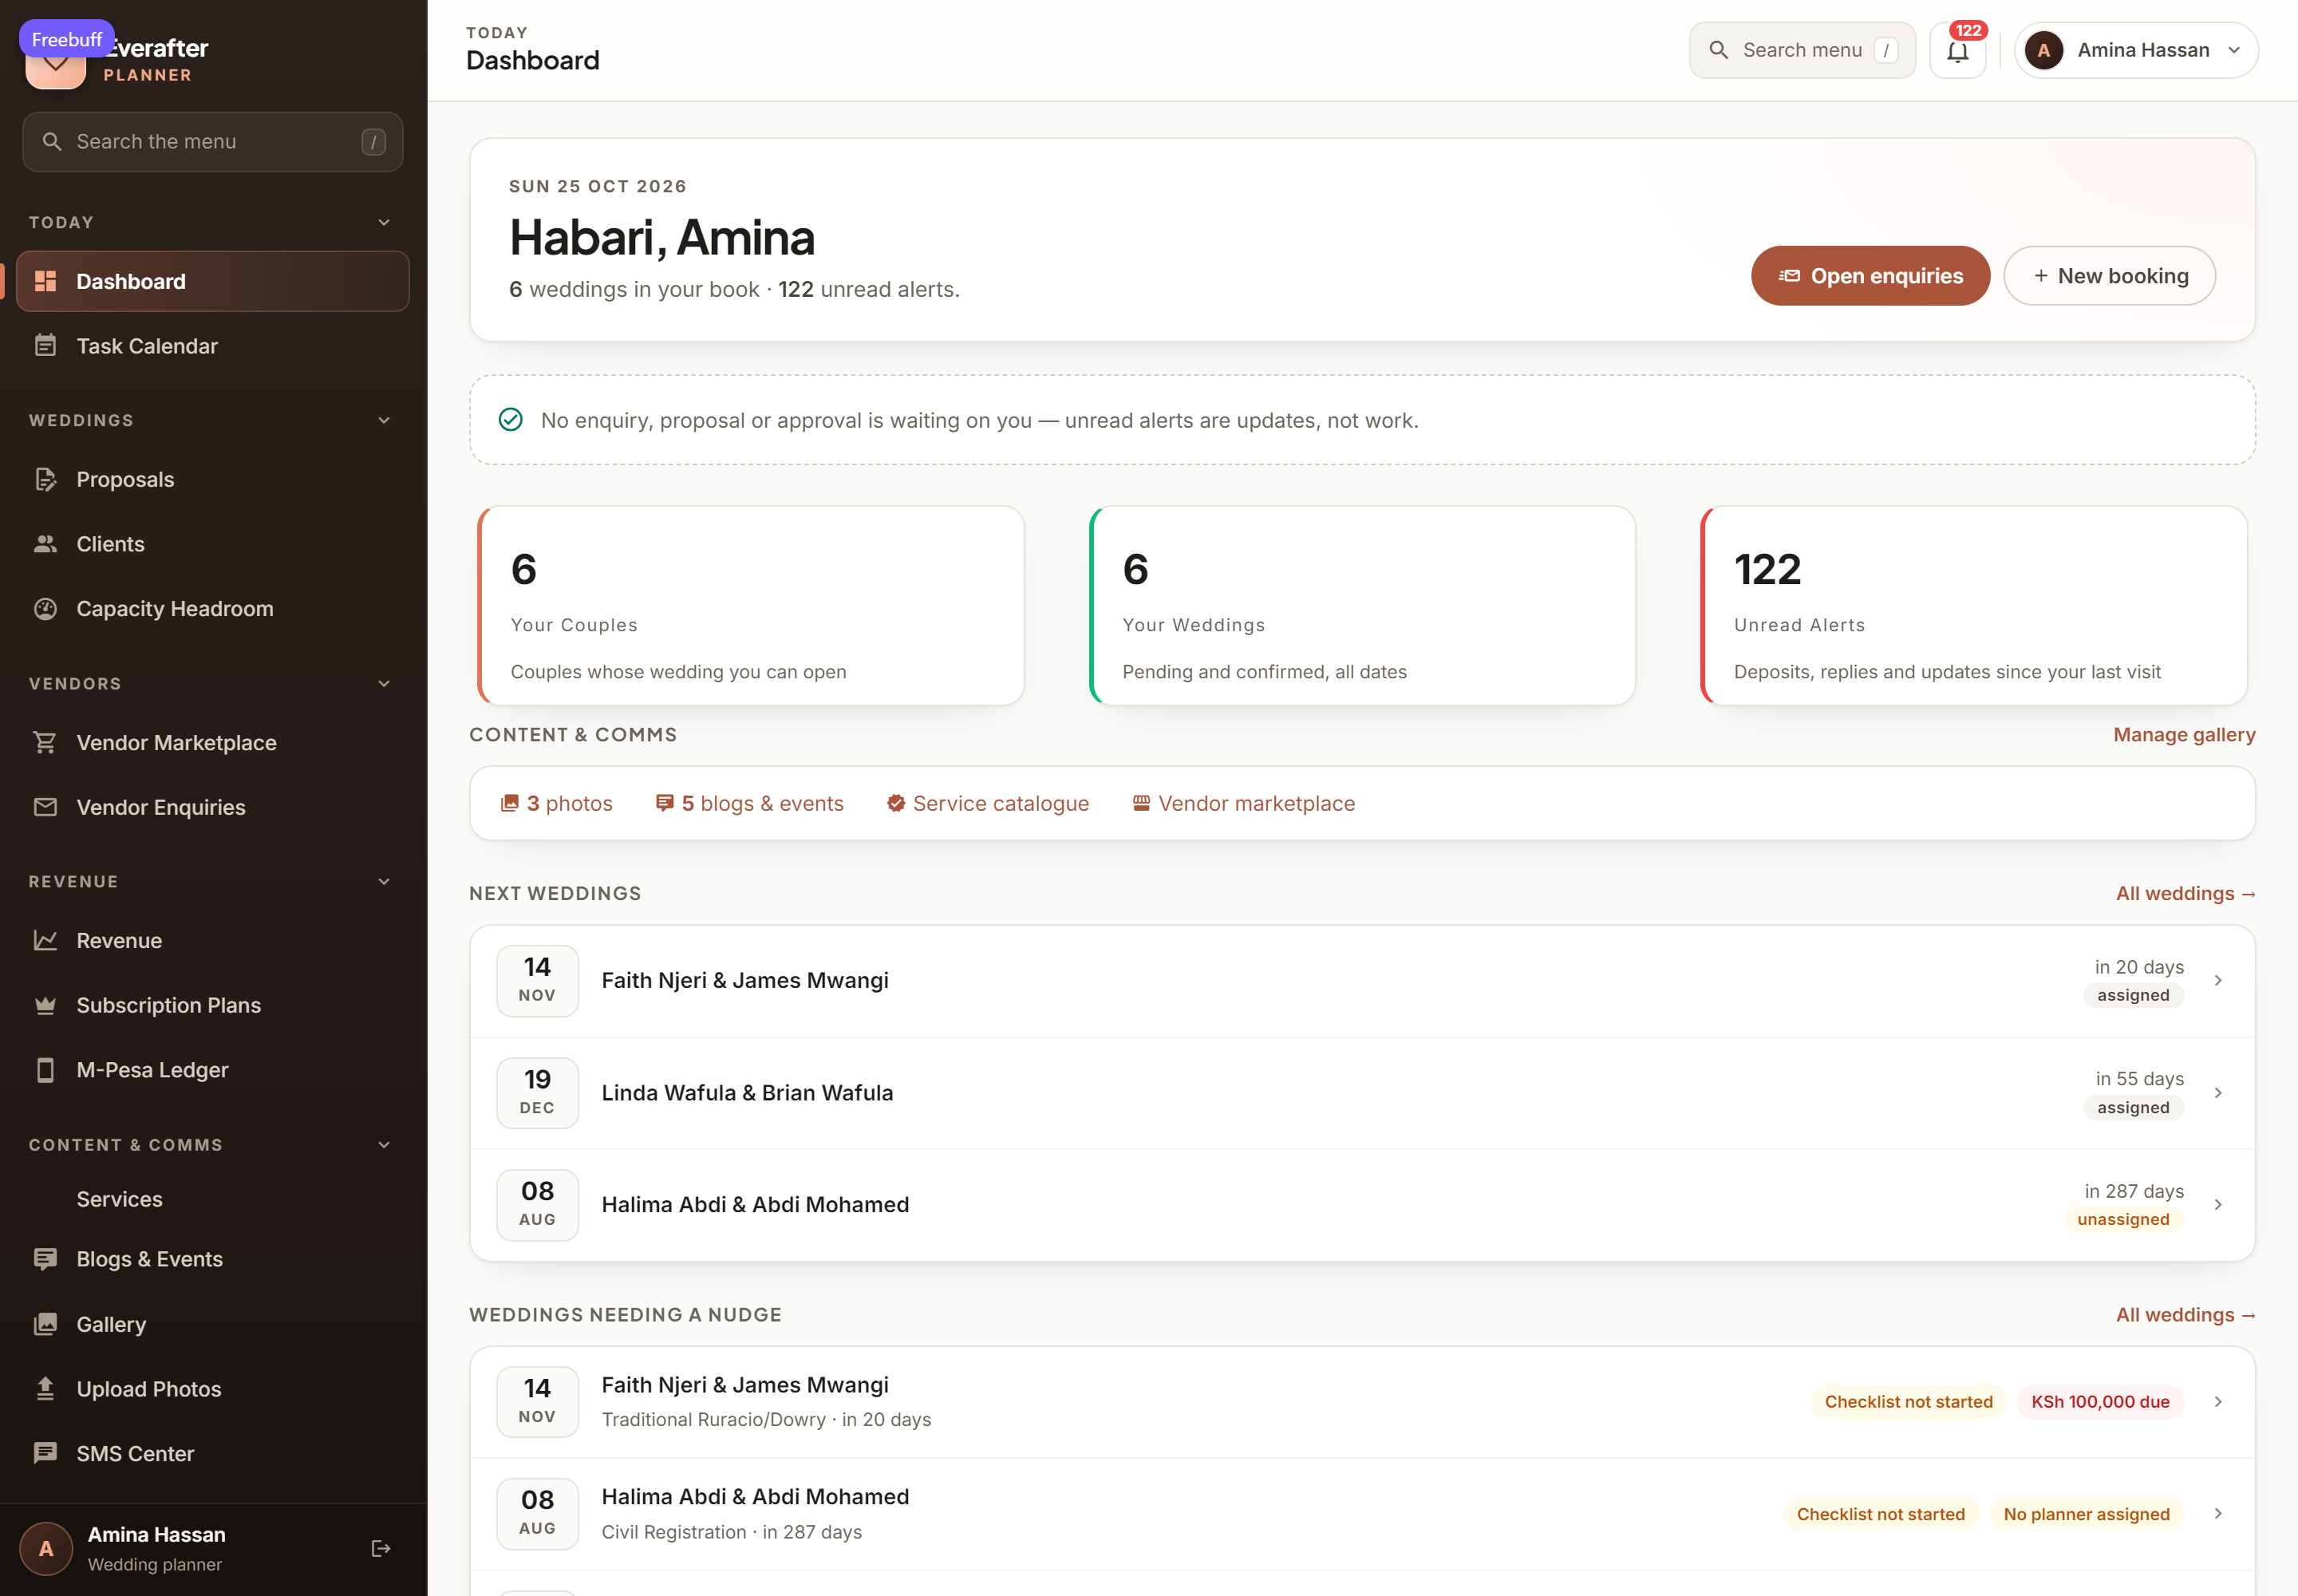 Freebuff
Everafter
PLANNER
Search the menu /
TODAY
Dashboard
Task Calendar
WEDDINGS
Proposals
Clients
Capacity Headroom
VENDORS
Vendor Marketplace
Vendor Enquiries
REVENUE
Revenue
Subscription Plans
M-Pesa Ledger
CONTENT & COMMS
Services
Blogs & Events
Gallery
Upload Photos
SMS Center
A
Amina Hassan
Wedding planner
TODAY
Dashboard
Search menu /
122
A Amina Hassan
SUN 25 OCT 2026
Habari, Amina
6 weddings in your book · 122 unread alerts.
Open enquiries
+ New booking
No enquiry, proposal or approval is waiting on you — unread alerts are updates, not work.
6
Your Couples
Couples whose wedding you can open
6
Your Weddings
Pending and confirmed, all dates
122
Unread Alerts
Deposits, replies and updates since your last visit
CONTENT & COMMS
Manage gallery
3 photos
5 blogs & events
Service catalogue
Vendor marketplace
NEXT WEDDINGS
All weddings →
14
NOV
Faith Njeri & James Mwangi
in 20 days
assigned
19
DEC
Linda Wafula & Brian Wafula
in 55 days
assigned
08
AUG
Halima Abdi & Abdi Mohamed
in 287 days
unassigned
WEDDINGS NEEDING A NUDGE
All weddings →
14
NOV
Faith Njeri & James Mwangi
Traditional Ruracio/Dowry · in 20 days
Checklist not started
KSh 100,000 due
08
AUG
Halima Abdi & Abdi Mohamed
Civil Registration · in 287 days
Checklist not started
No planner assigned